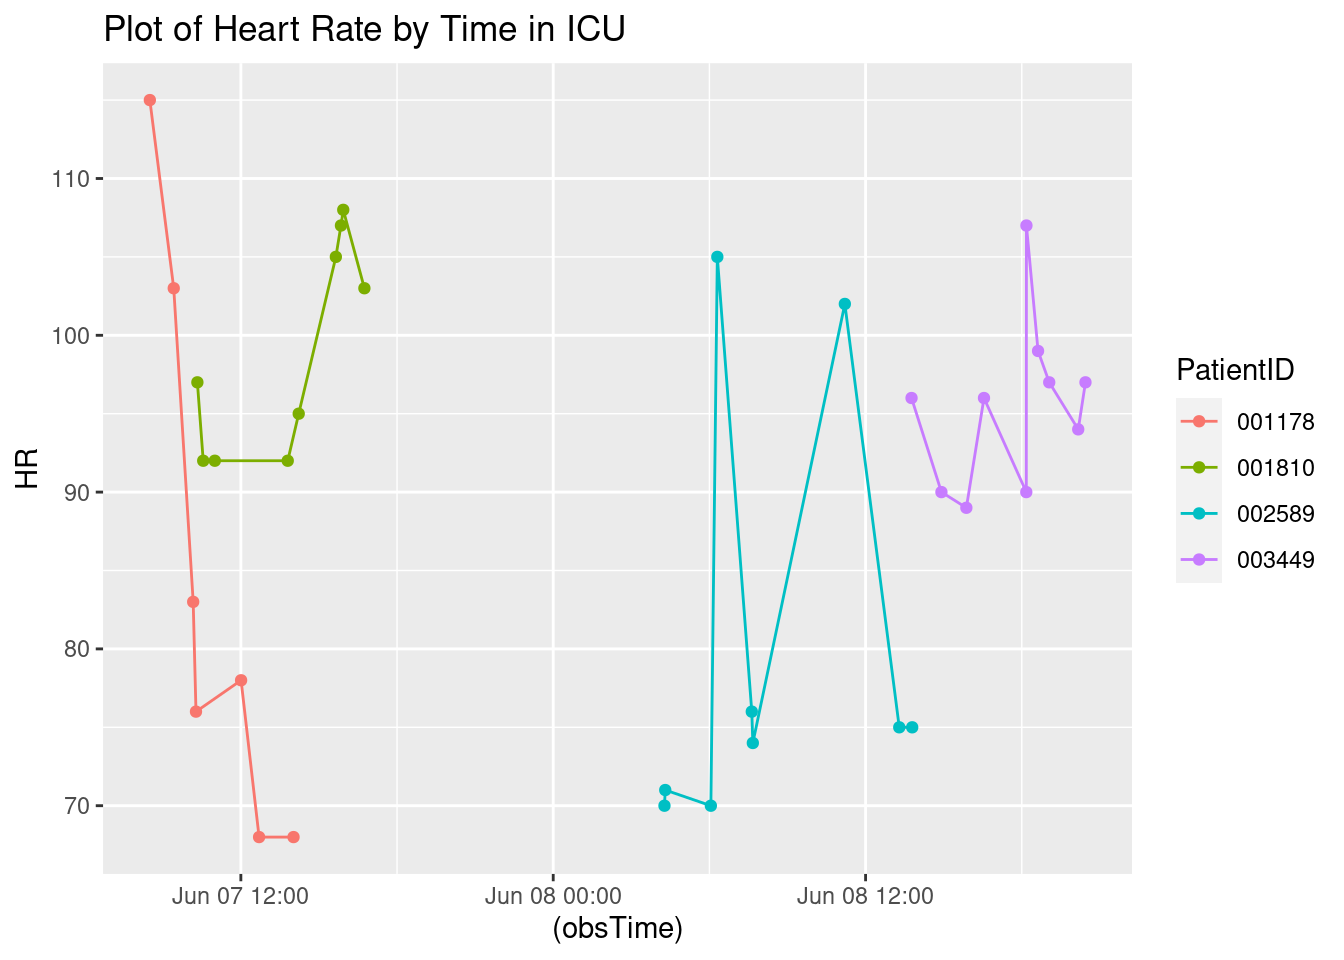 Plot of Heart Rate by Time in ICU
110
100
90
80
70
HR
Jun 07 12:00
Jun 08 00:00
Jun 08 12:00
(obsTime)
PatientID
001178
001810
002589
003449